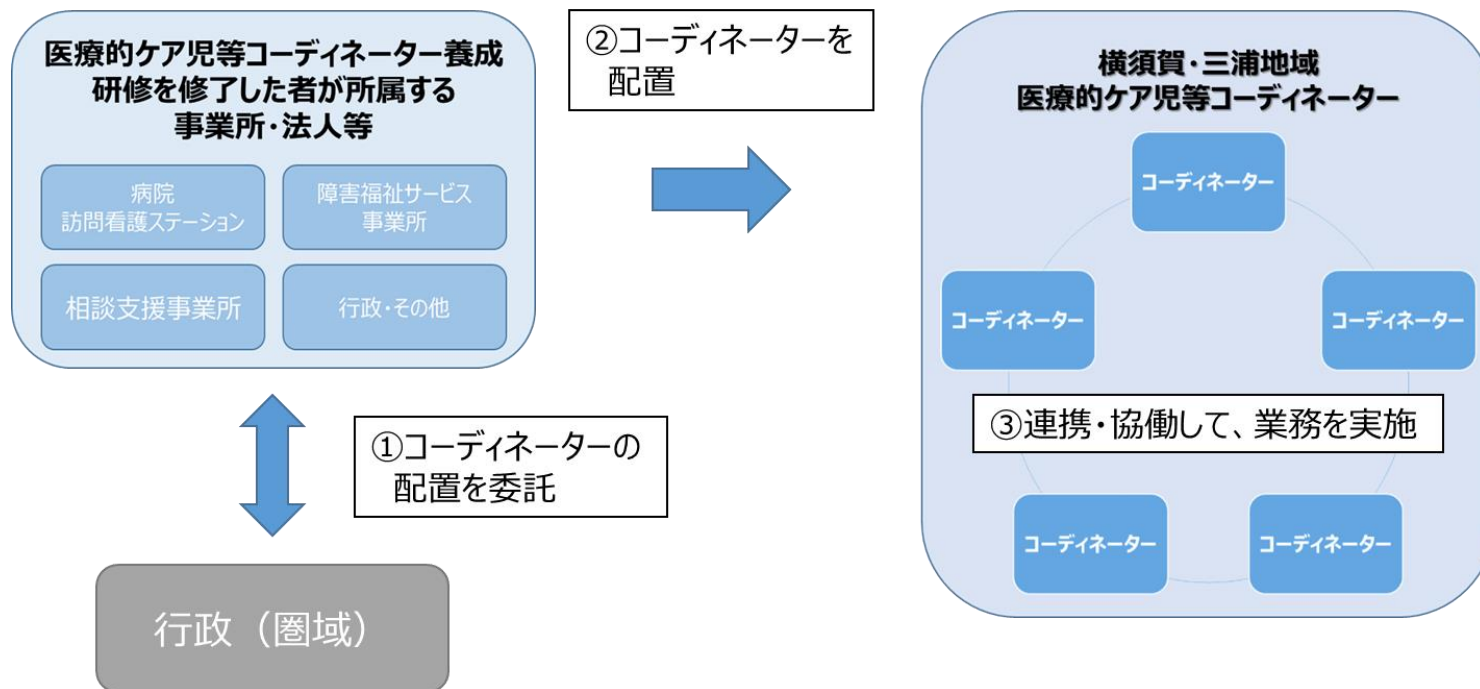 医療的ケア児等コーディネーター養成
研修を修了した者が所属する
事業所・法人等
病院
訪問看護ステーション
障害福祉サービス
事業所
相談支援事業所
行政・その他
①コーディネーターの
配置を委託
行政（圏域）
②コーディネーターを
配置
横須賀・三浦地域
医療的ケア児等コーディネーター
コーディネーター
コーディネーター
コーディネーター
③連携・協働して、業務を実施
コーディネーター
コーディネーター